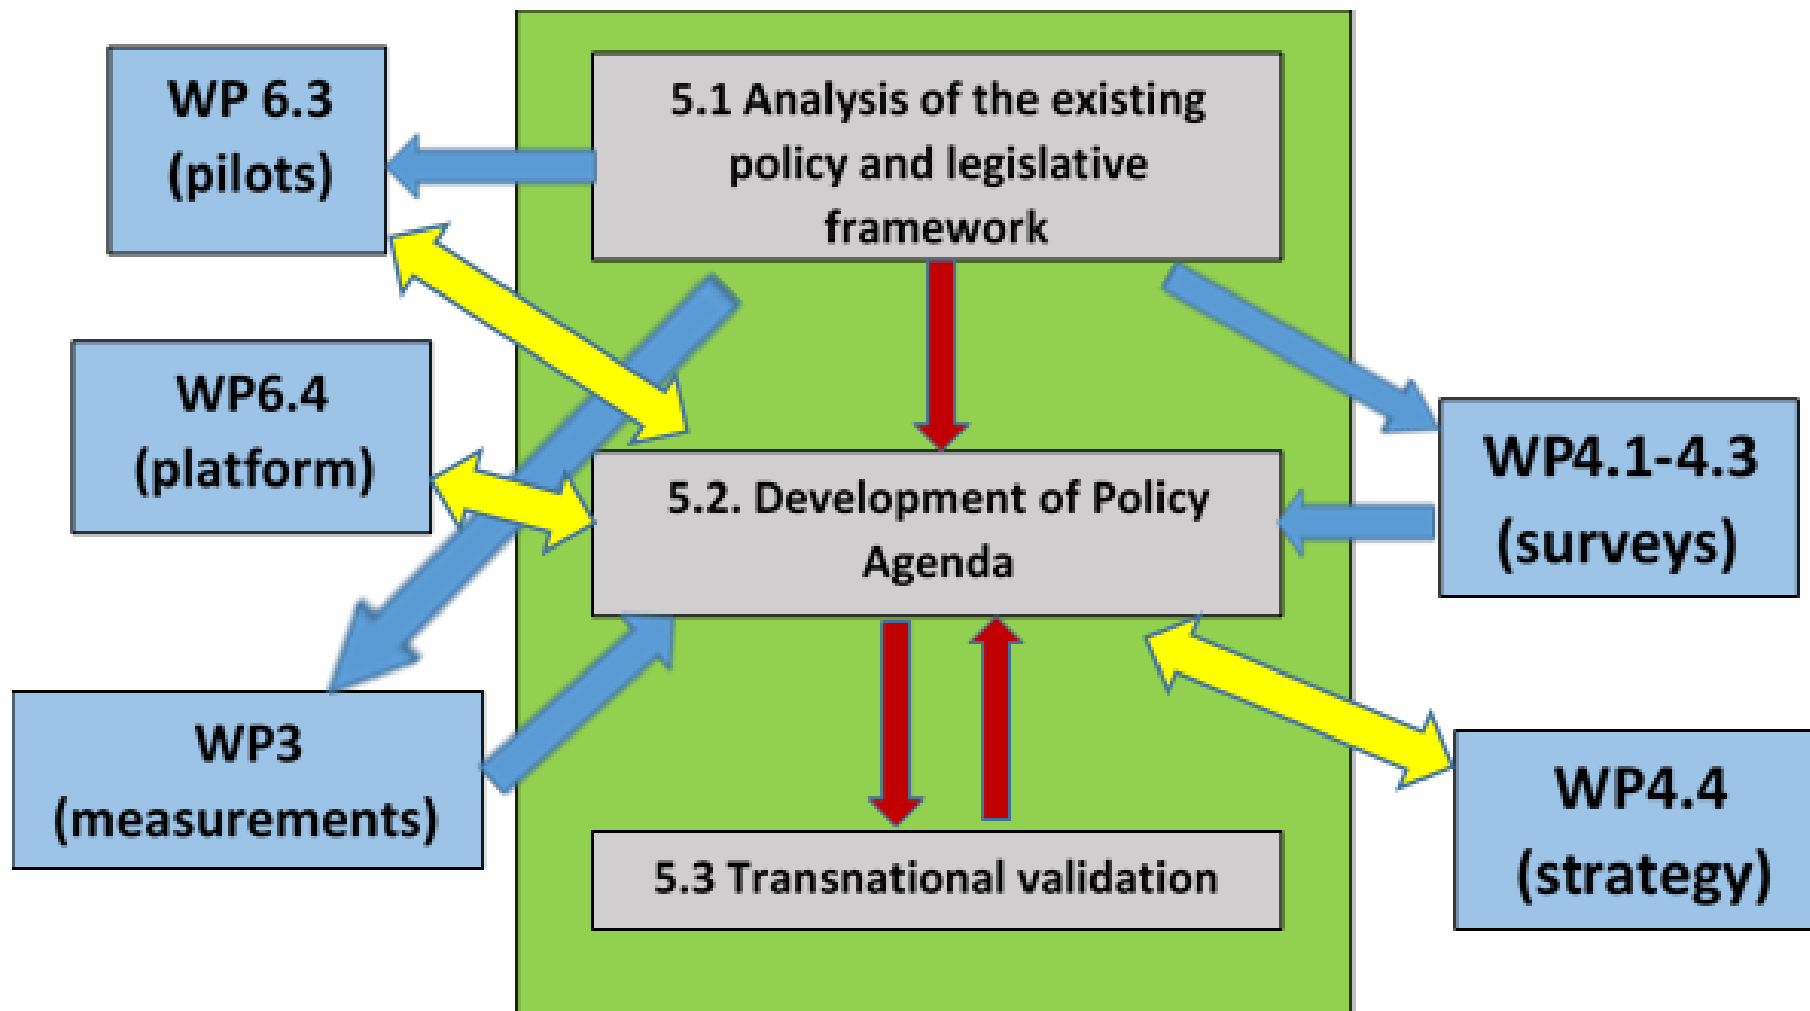 WP 6.3
(pilots)
5.1 Analysis of the existing
policy and legislative
framework
WP6.4
(platform)
5.2. Development of Policy
Agenda
WP4.1-4.3
(surveys)
WP3
(measurements)
5.3 Transnational validation
WP4.4
(strategy)